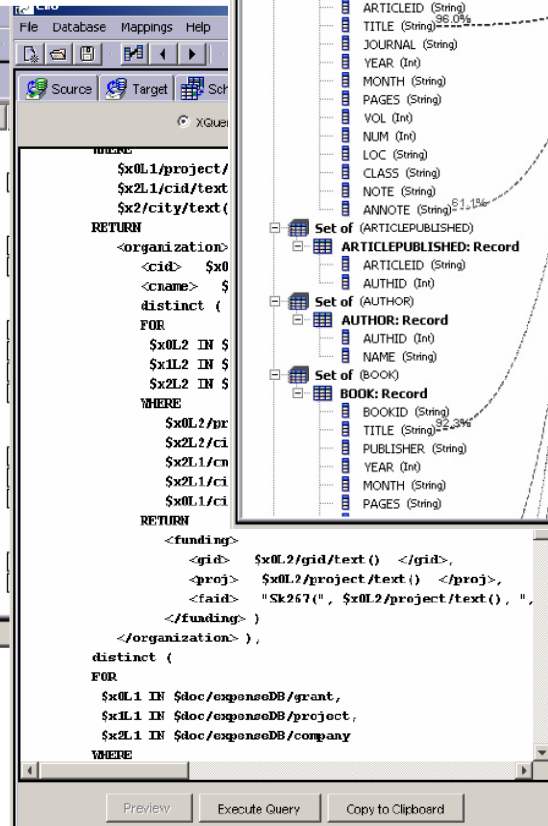 File Database Mappings Help
Source Target Sch
XQue
WHERE
$x0L1/project/
$x2L1/cid/text
$x2/city/text(
RETURN
<organization>
<cid> $x0
<cname> $
distinct (
FOR
$x0L2 IN $
$x1L2 IN $
$x2L2 IN $
WHERE
$x0L2/pr
$x2L2/ci
$x2L1/cn
$x2L1/ci
$x0L1/ci
RETURN
<funding>
<gid> $x0L2/gid/text() </gid>,
<proj> $x0L2/project/text() </proj>,
<faid> "Sk267(", $x0L2/project/text(), ",
</funding> )
</organization> ),
distinct (
FOR
$x0L1 IN $doc/expenseDB/grant,
$x1L1 IN $doc/expenseDB/project,
$x2L1 IN $doc/expenseDB/company
WHERE
Preview Execute Query Copy to Clipboard
ARTICLEID (String)
TITLE (String) 96.0%
JOURNAL (String)
YEAR (Int)
MONTH (String)
PAGES (String)
VOL (Int)
NUM (Int)
LOC (String)
CLASS (String)
NOTE (String)
ANNOTE (String) 61.1%
Set of (ARTICLEPUBLISHED)
ARTICLEPUBLISHED: Record
ARTICLEID (String)
AUTHID (Int)
Set of (AUTHOR)
AUTHOR: Record
AUTHID (Int)
NAME (String)
Set of (BOOK)
BOOK: Record
BOOKID (String)
TITLE (String) 92.3%
PUBLISHER (String)
YEAR (Int)
MONTH (String)
PAGES (String)